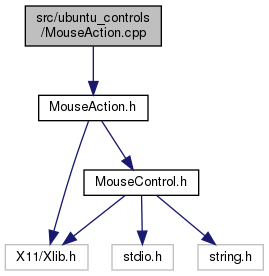 src/ubuntu_controls
/MouseAction.cpp
MouseAction.h
MouseControl.h
X11/Xlib.h
stdio.h
string.h